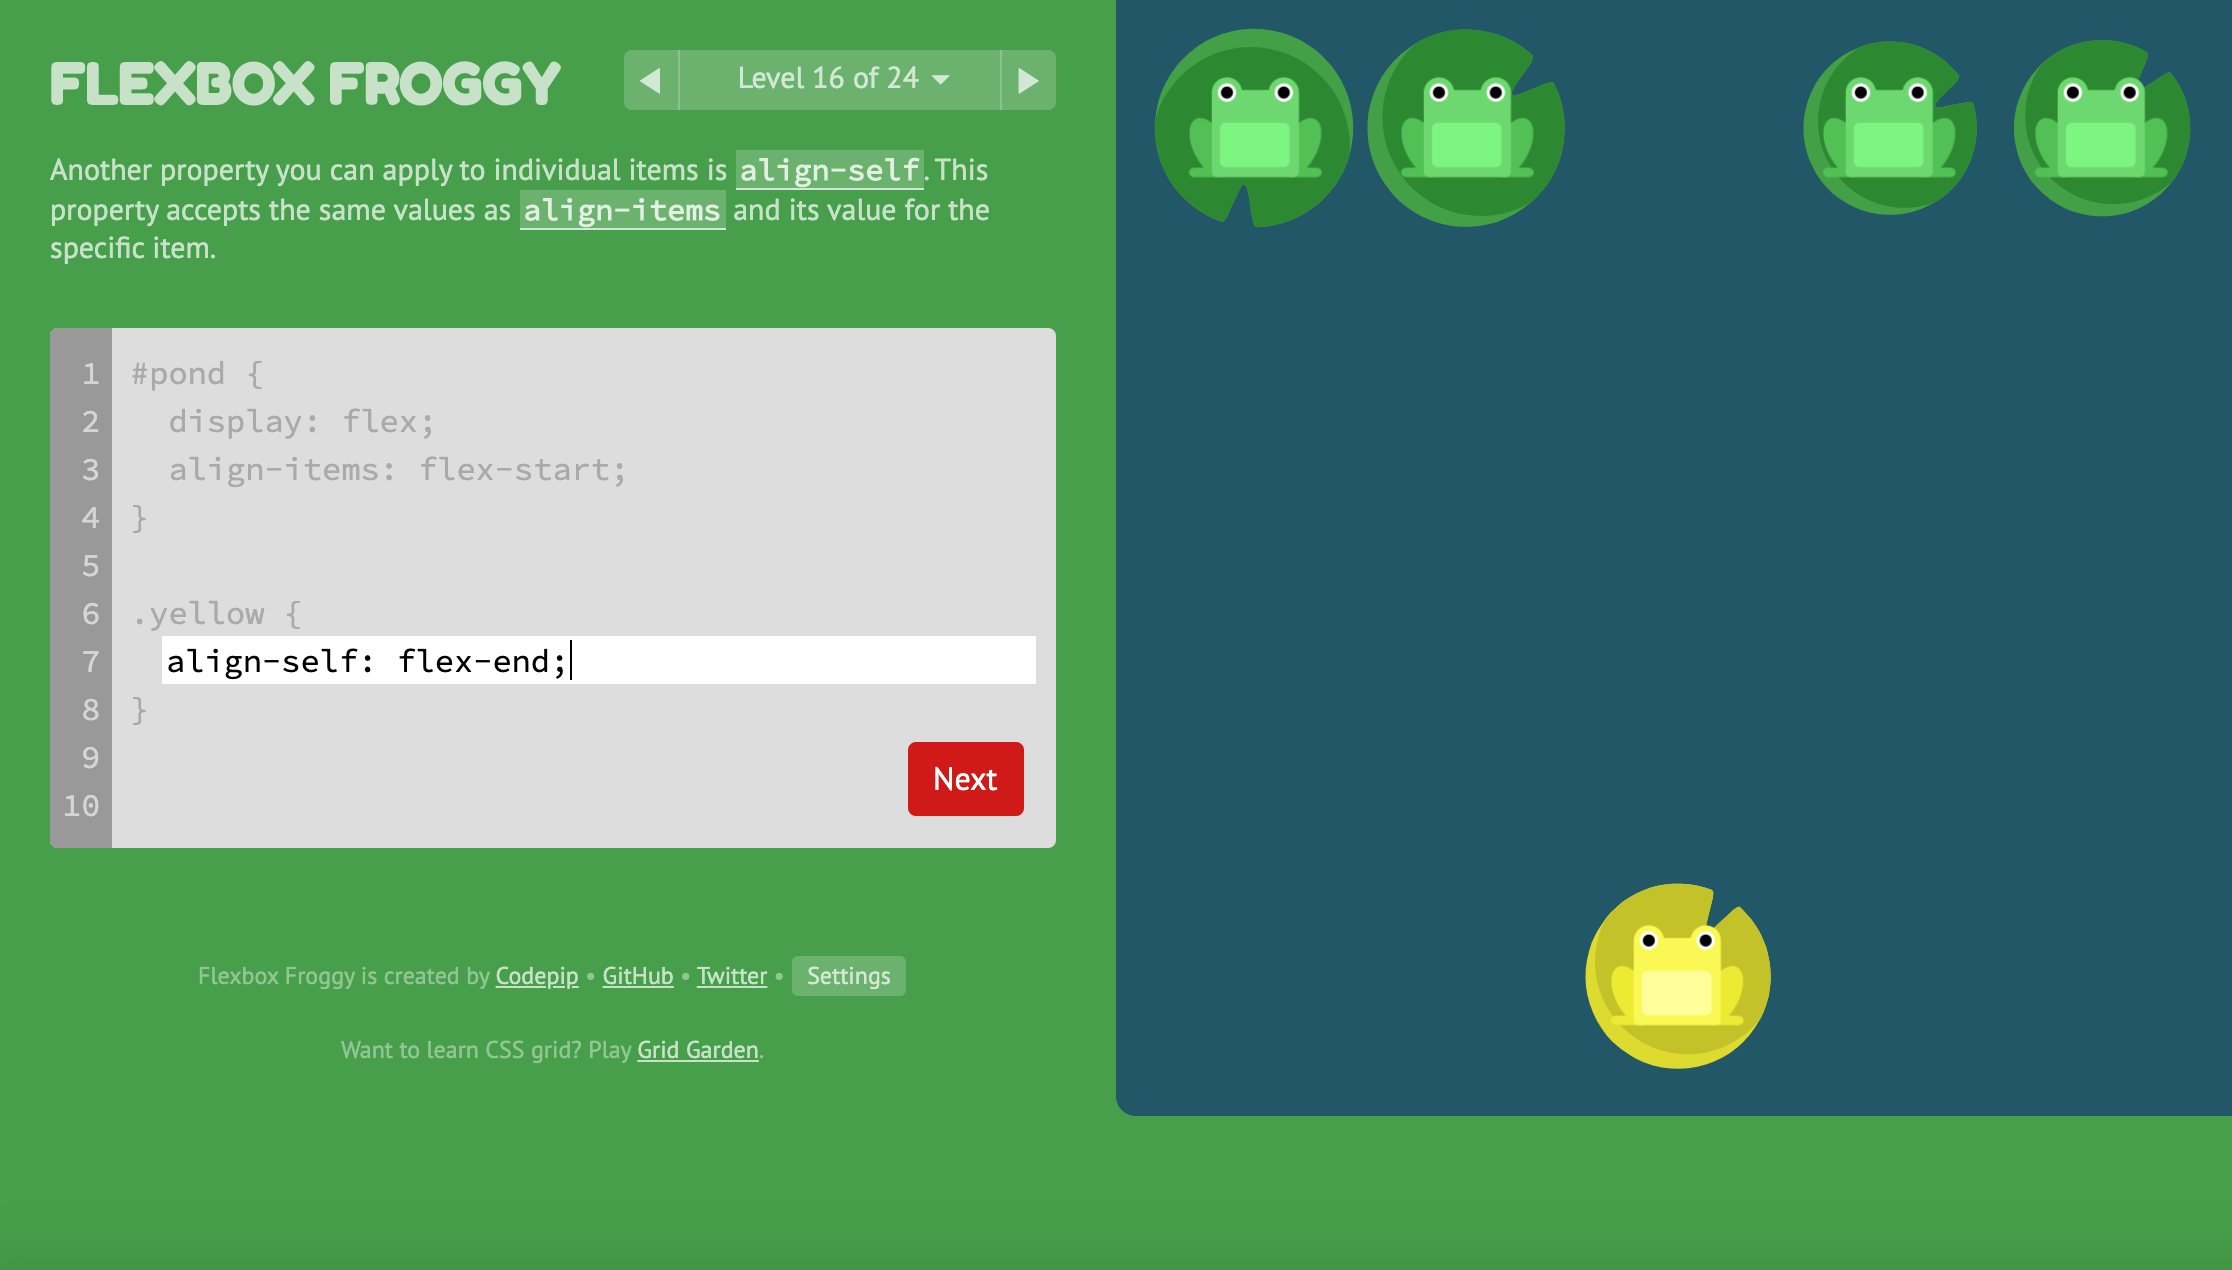 FLEXBOX FROGGY
Level 16 of 24
Another property you can apply to individual items is align-self. This
property accepts the same values as align-items and its value for the
specific item.
1 #pond {
2 display: flex;
3 align-items: flex-start;
4 }
5
6 .yellow {
7 align-self: flex-end;
8 }
9
10
Next
Flexbox Froggy is created by Codepip • GitHub • Twitter • Settings
Want to learn CSS grid? Play Grid Garden.